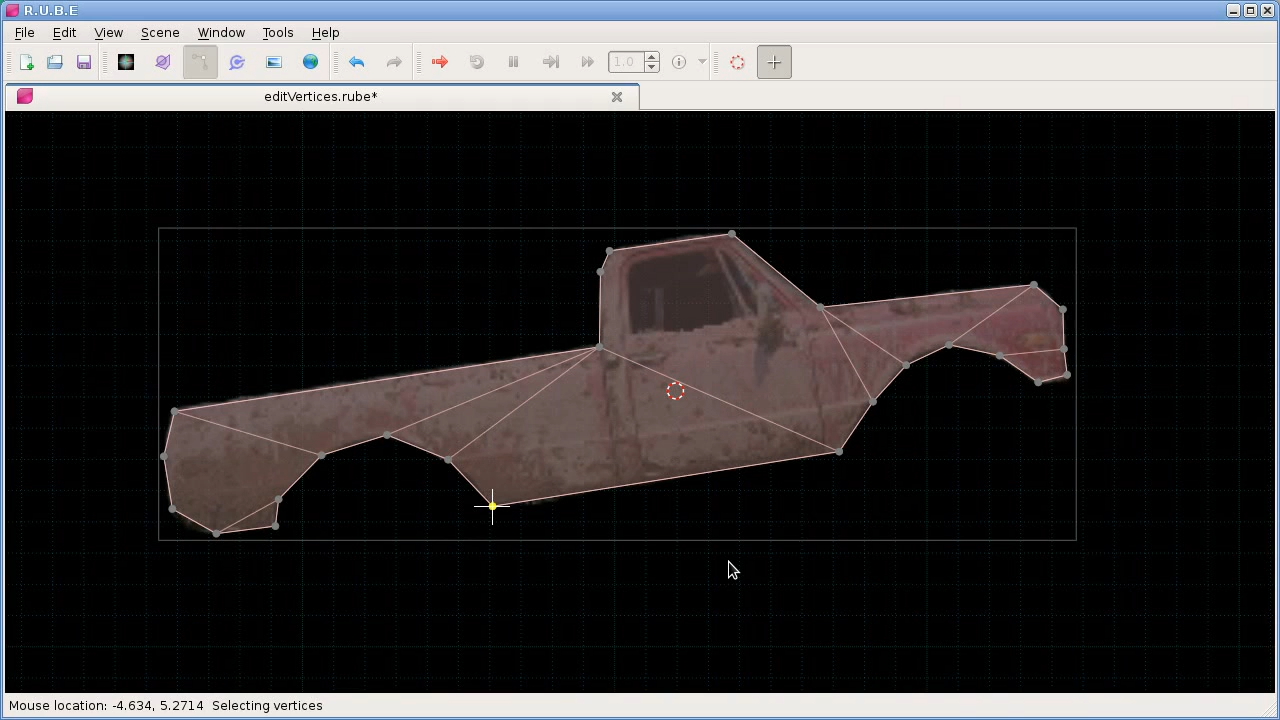 R.U.B.E
File Edit View Scene Window Tools Help
1.0
editVertices.rube*
Mouse location: -4.634, 5.2714 Selecting vertices